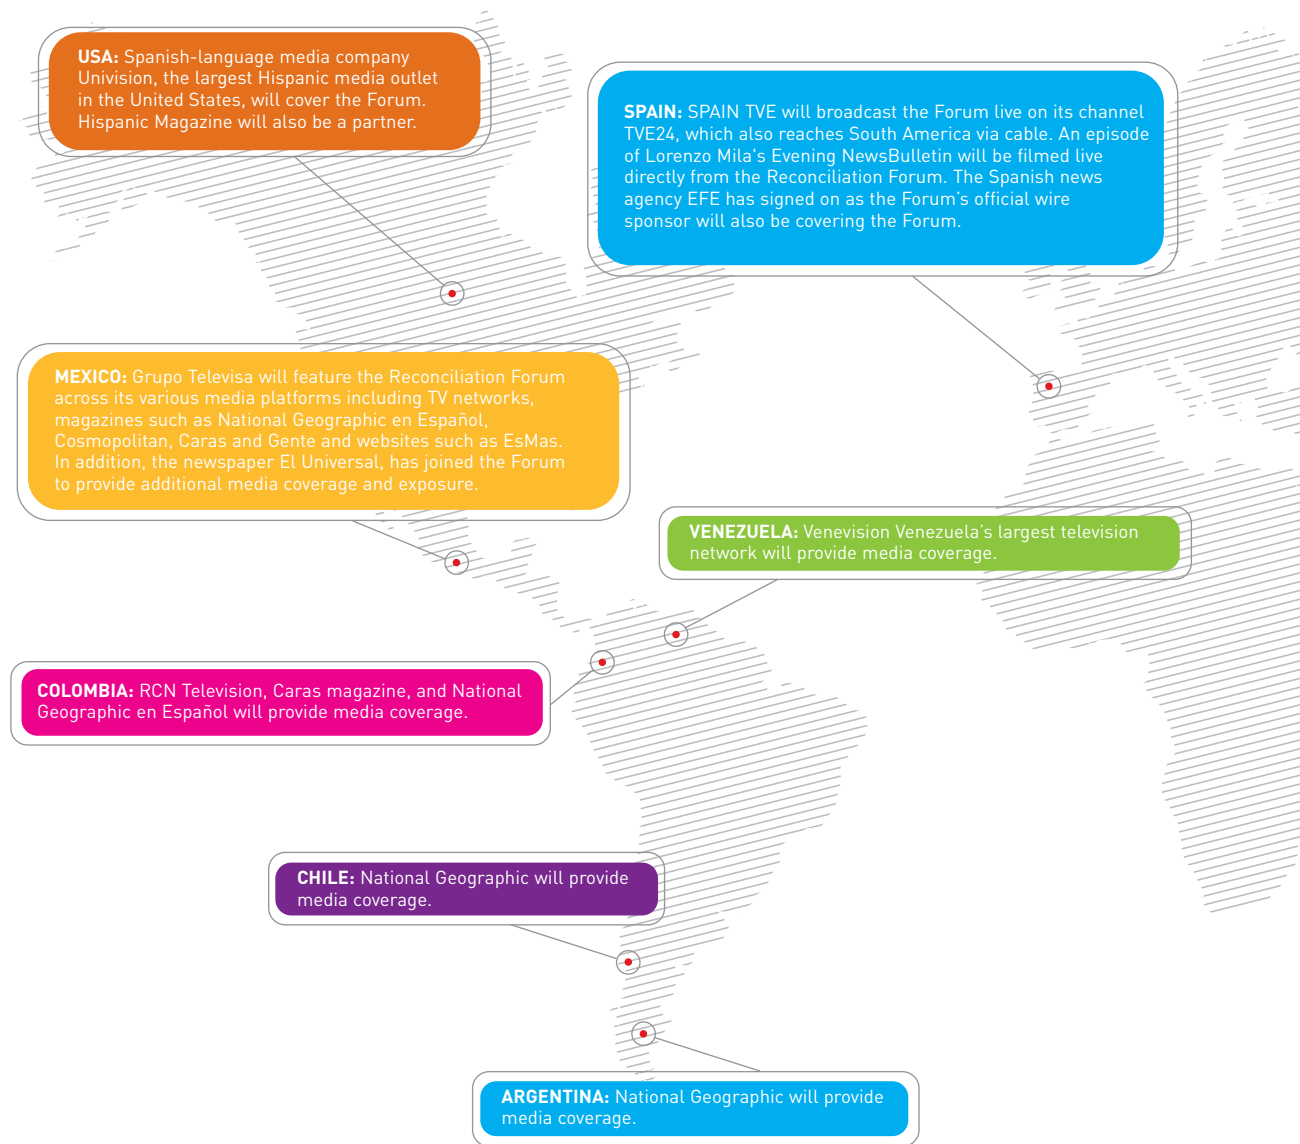 USA: Spanish-language media company
Univision, the largest Hispanic media outlet
in the United States, will cover the Forum.
Hispanic Magazine will also be a partner.
SPAIN: SPAIN TVE will broadcast the Forum live on its channel
TVE24, which also reaches South America via cable. An episode
of Lorenzo Mila's Evening NewsBulletin will be filmed live
directly from the Reconciliation Forum. The Spanish news
agency EFE has signed on as the Forum's official wire
sponsor will also be covering the Forum.
MEXICO: Grupo Televisa will feature the Reconciliation Forum
across its various media platforms including TV networks,
magazines such as National Geographic en Español,
Cosmopolitan, Caras and Gente and websites such as EsMas.
In addition, the newspaper El Universal, has joined the Forum
to provide additional media coverage and exposure.
VENEZUELA: Venevision Venezuela's largest television
network will provide media coverage.
COLOMBIA: RCN Television, Caras magazine, and National
Geographic en Español will provide media coverage.
CHILE: National Geographic will provide
media coverage.
ARGENTINA: National Geographic will provide
media coverage.